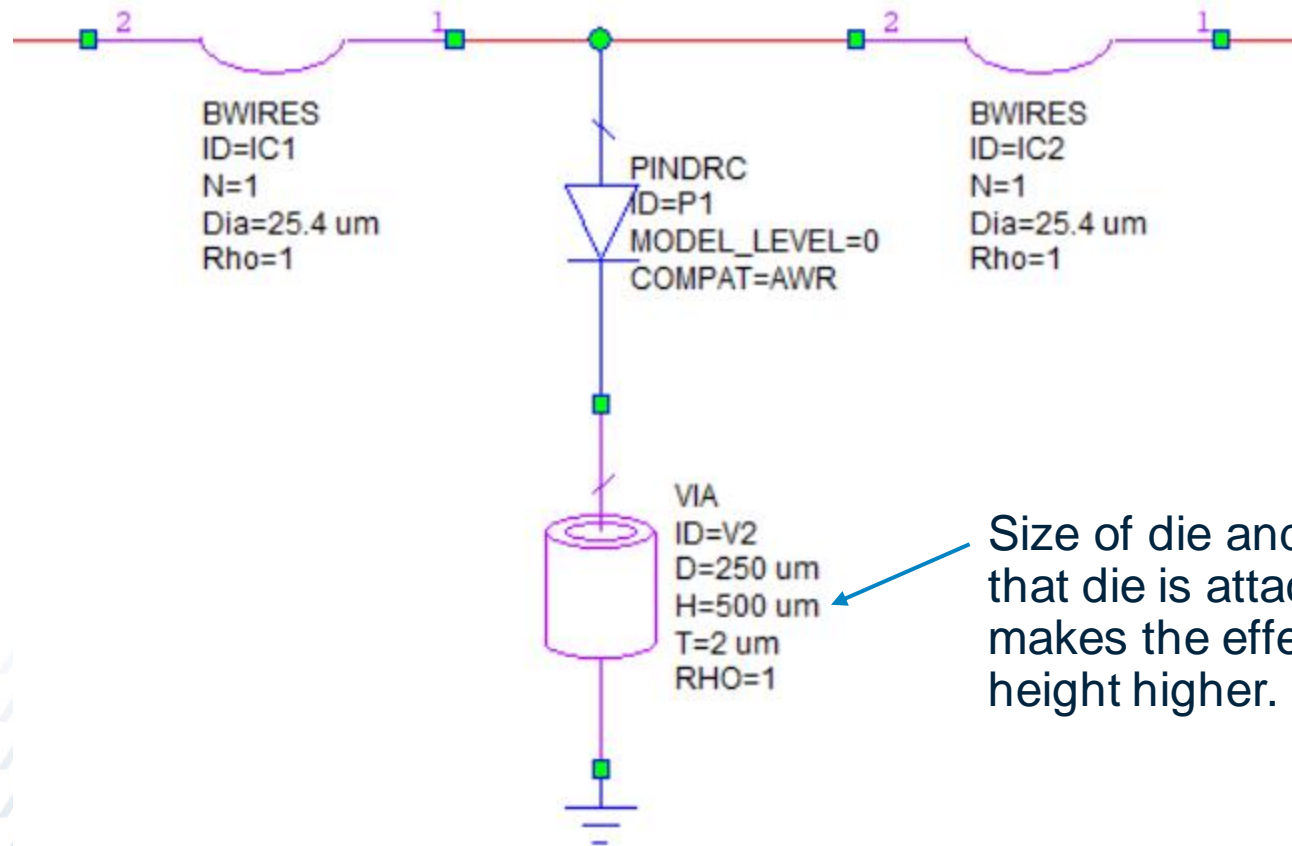 2 1
2 1
BWIRES
ID=IC1
N=1
Dia=25.4 um
Rho=1
PINDRC
ID=P1
MODEL_LEVEL=0
COMPAT=AWR
BWIRES
ID=IC2
N=1
Dia=25.4 um
Rho=1
VIA
ID=V2
D=250 um
H=500 um
T=2 um
RHO=1
Size of die and
that die is
makes the
height higher.